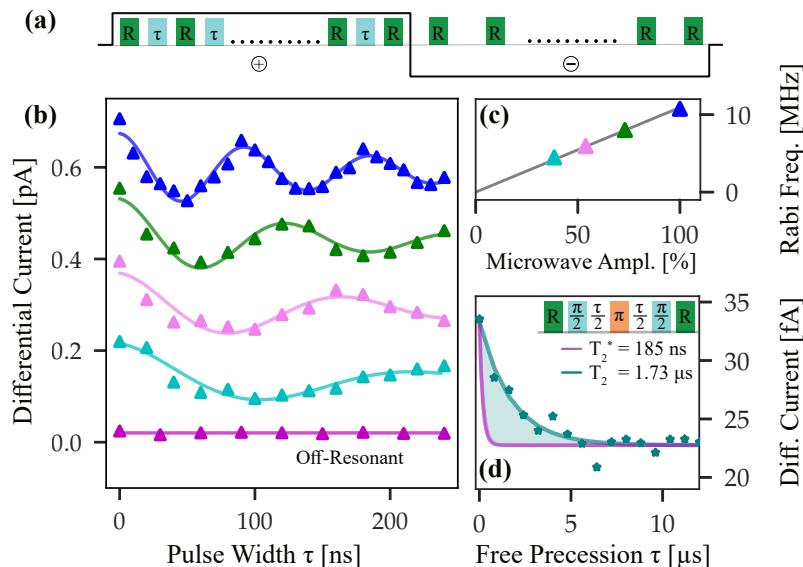 (a)
R τ R τ ......... R τ R R R ......... R R
⊕ ⊖
(b)
Differential Current [pA]
0.6
0.4
0.2
0.0
Off-Resonant
0 100 200
Pulse Width τ [ns]
(c)
10
0
Rabi Freq. [MHz]
0 50 100
Microwave Ampl. [%]
R π/2 τ/2 π τ/2 π/2 R
T₂* = 185 ns
T₂ = 1.73 µs
(d)
35
30
25
20
Diff. Current [fA]
0 5 10
Free Precession τ [µs]